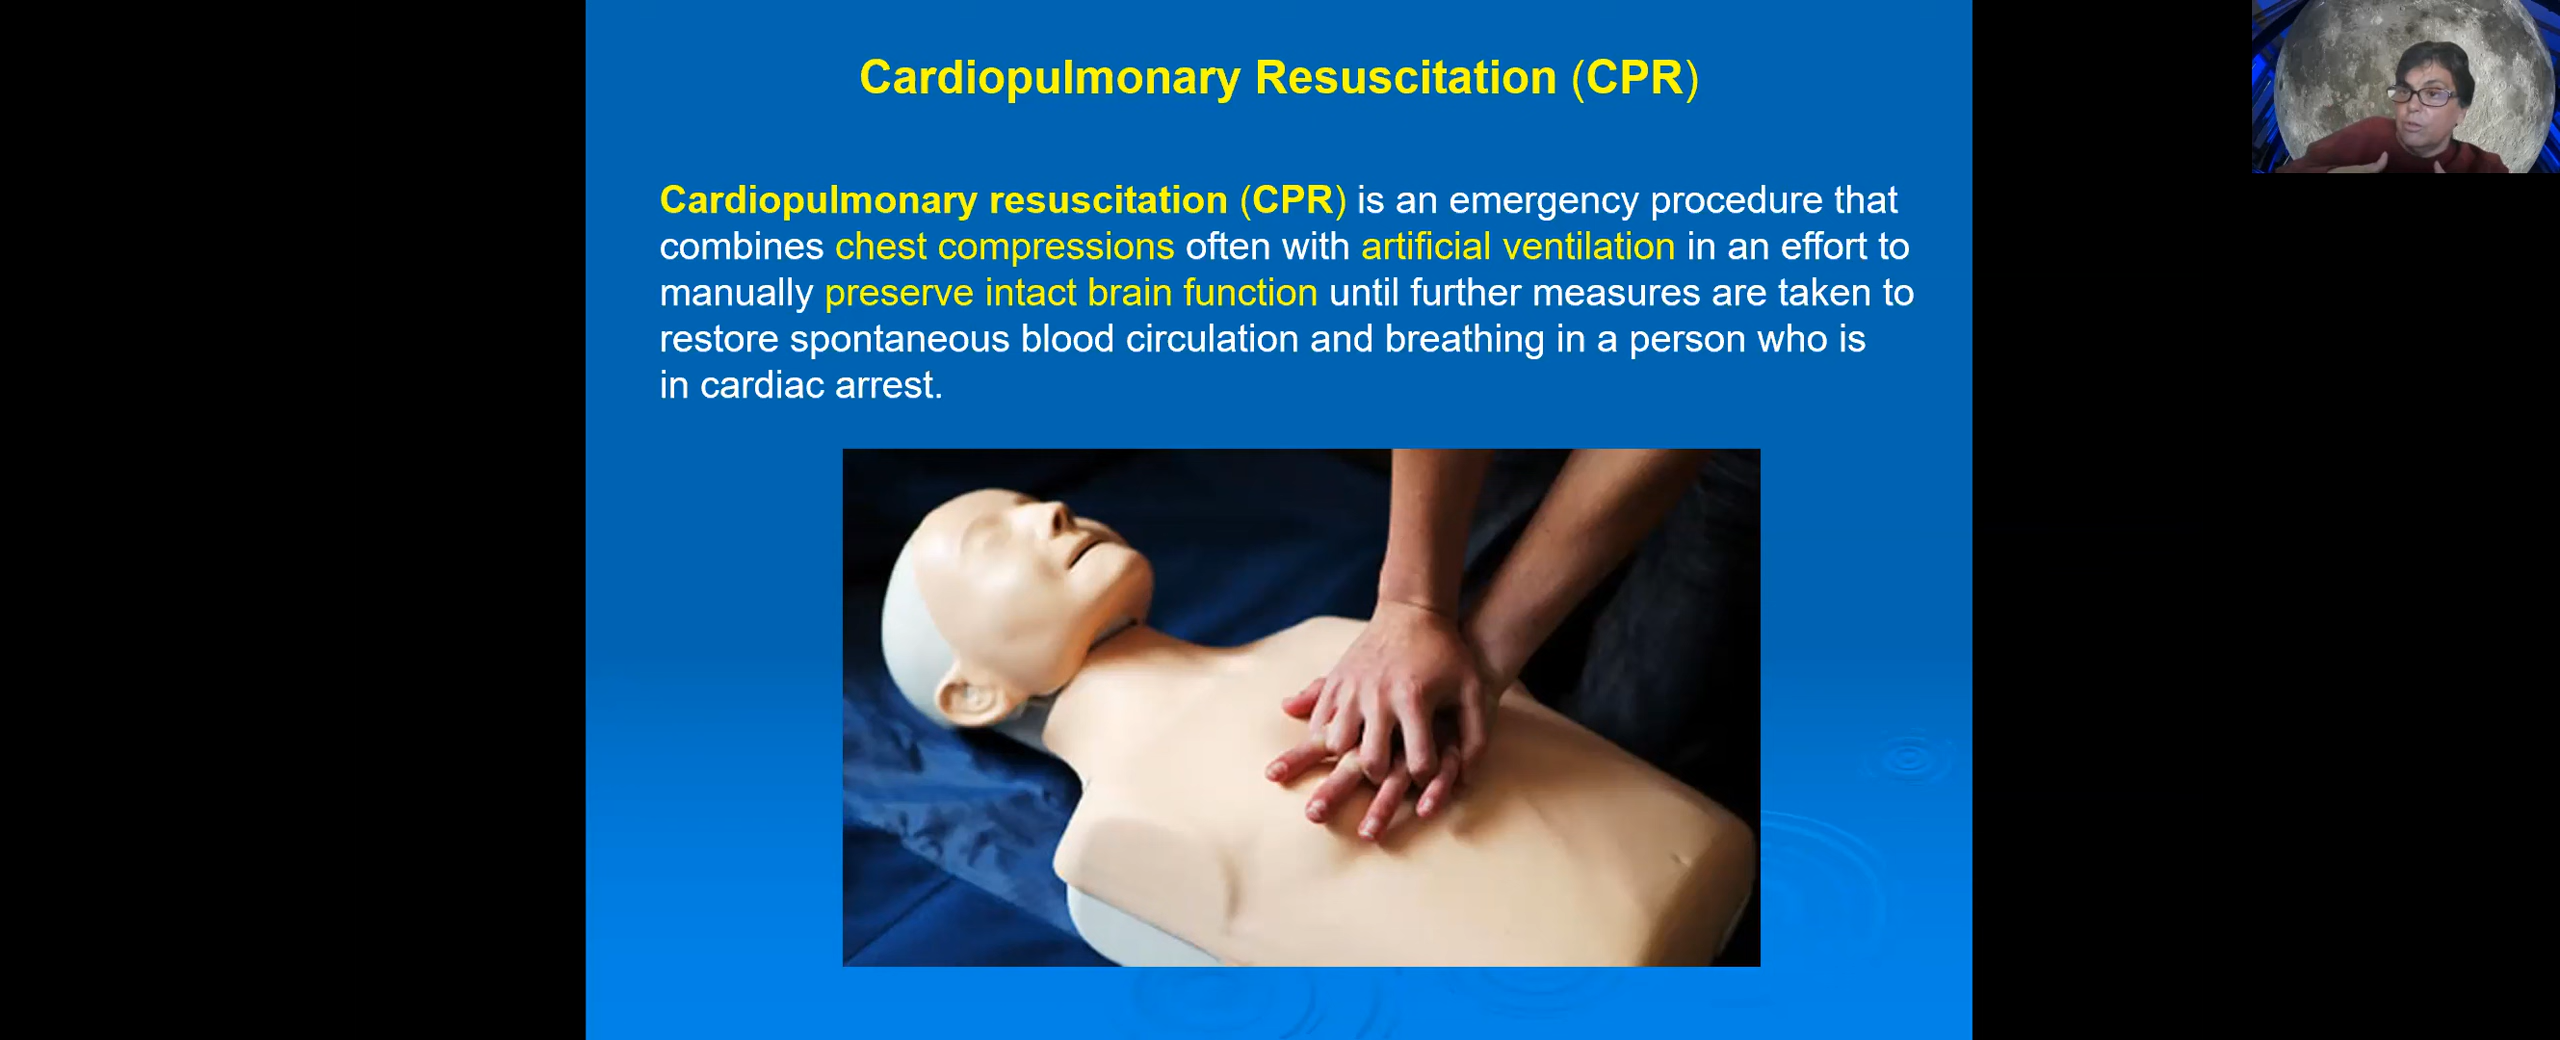 Cardiopulmonary Resuscitation (CPR)
Cardiopulmonary resuscitation (CPR) is an emergency procedure that
combines chest compressions often with artificial ventilation in an effort to
manually preserve intact brain function until further measures are taken to
restore spontaneous blood circulation and breathing in a person who is
in cardiac arrest.